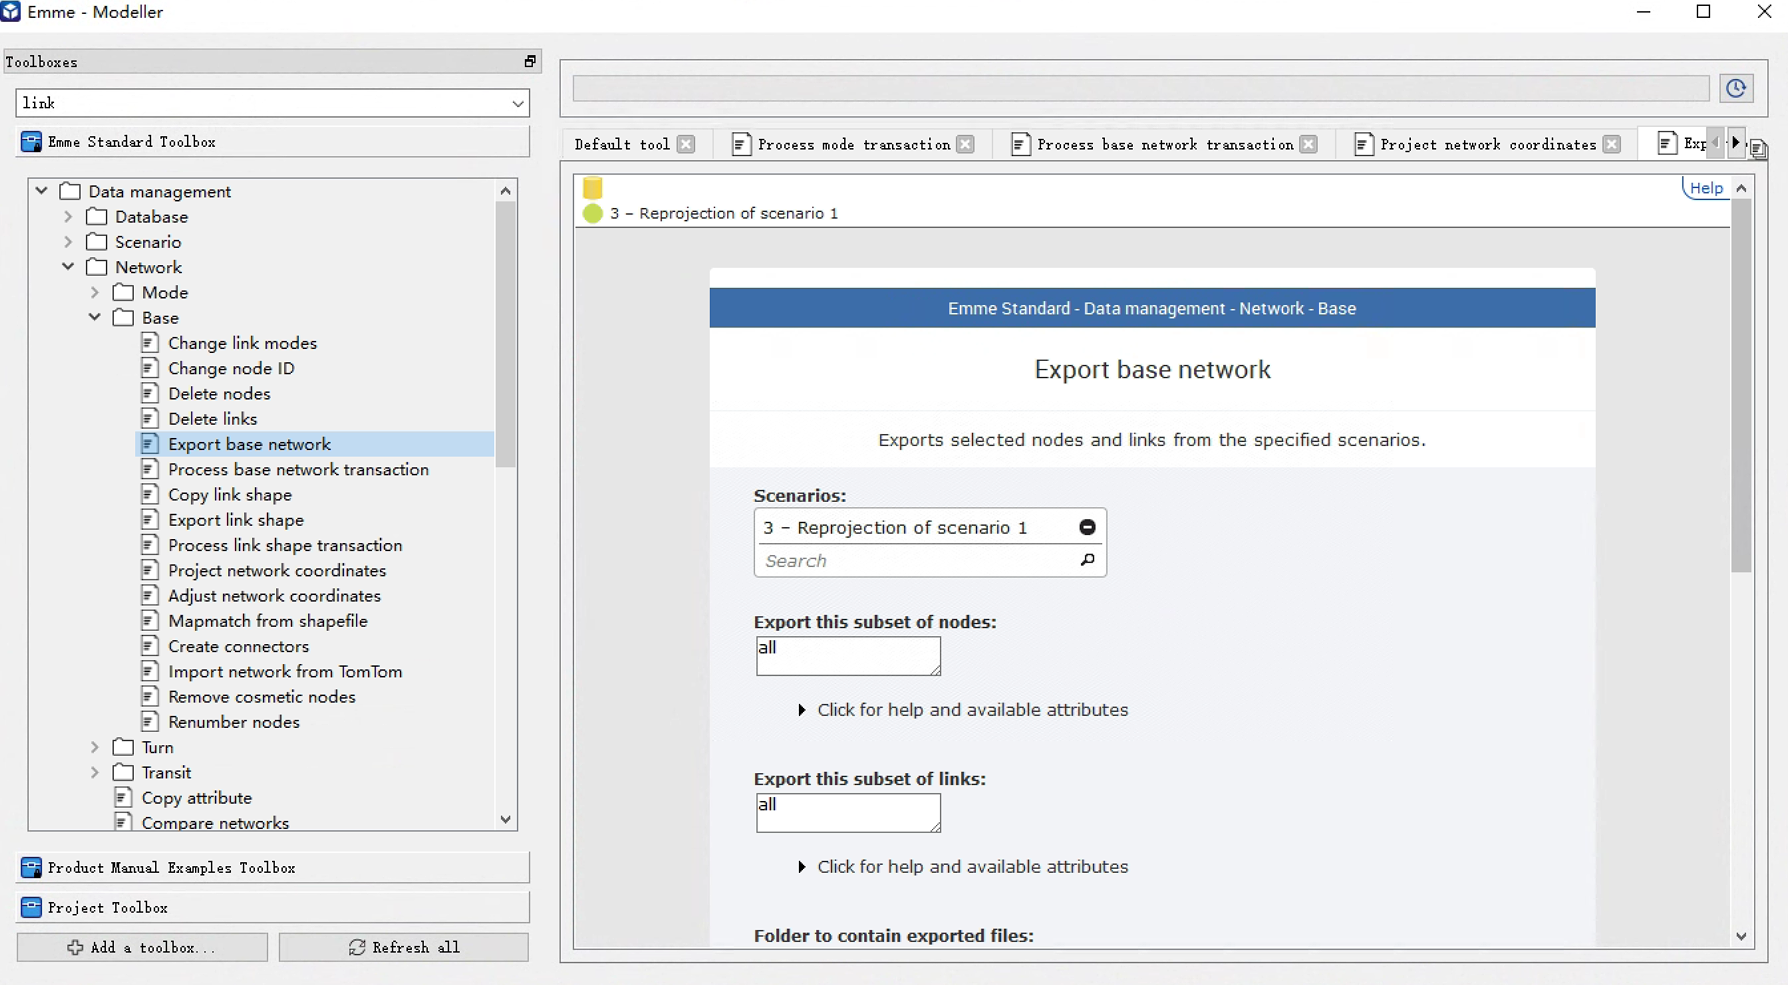 Emme - Modeller
Toolboxes
link
Emme Standard Toolbox
Data management
Database
Scenario
Network
Mode
Base
Change link modes
Change node ID
Delete nodes
Delete links
Export base network
Process base network transaction
Copy link shape
Export link shape
Process link shape transaction
Project network coordinates
Adjust network coordinates
Mapmatch from shapefile
Create connectors
Import network from TomTom
Remove cosmetic nodes
Renumber nodes
Turn
Transit
Copy attribute
Compare networks
Product Manual Examples Toolbox
Project Toolbox
Add a toolbox...
Refresh all
Default tool
Process mode transaction
Process base network transaction
Project network coordinates
Exp
Help
3 – Reprojection of scenario 1
Emme Standard - Data management - Network - Base
Export base network
Exports selected nodes and links from the specified scenarios.
Scenarios:
3 – Reprojection of scenario 1
Search
Export this subset of nodes:
all
Click for help and available attributes
Export this subset of links:
all
Click for help and available attributes
Folder to contain exported files: